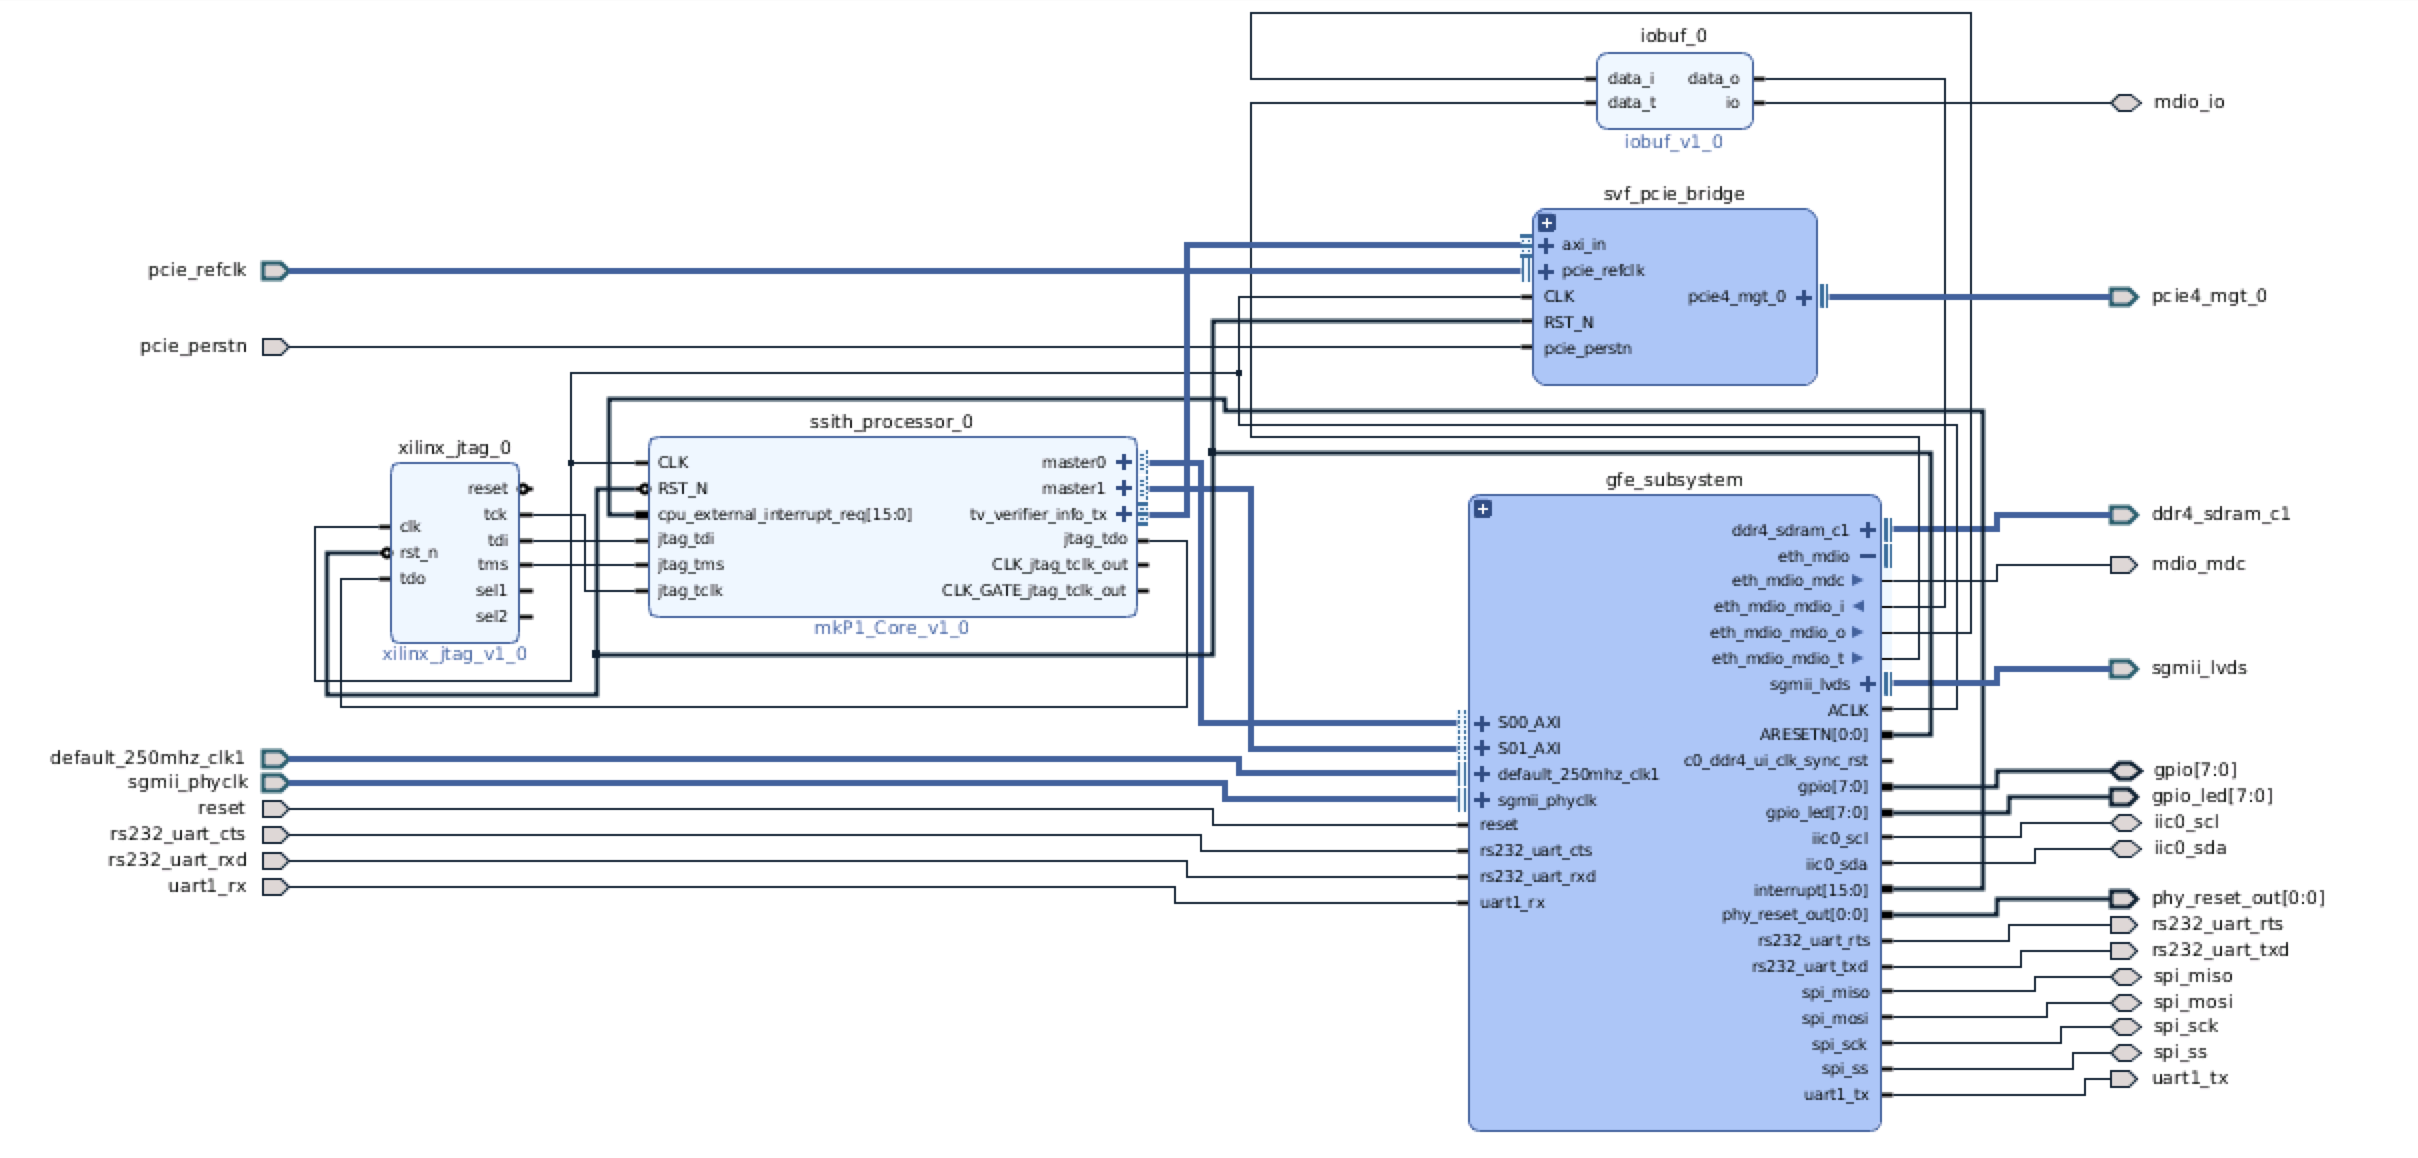 iobuf_0
data_i
data_o
data_t
io
iobuf_v1_0
mdio_io
svf_pcie_bridge
axi_in
pcie_refclk
CLK
RST_N
pcie_perstn
pcie4_mgt_0
pcie4_mgt_0
pcie_refclk
pcie_perstn
xilinx_jtag_0
clk
rst_n
tdo
reset
tck
tdi
tms
sel1
sel2
xilinx_jtag_v1_0
ssith_processor_0
CLK
RST_N
cpu_external_interrupt_req[15:0]
jtag_tdi
jtag_tms
jtag_tclk
master0
master1
tv_verifier_info_tx
jtag_tdo
CLK_jtag_tclk_out
CLK_GATE_jtag_tclk_out
mkP1_Core_v1_0
default_250mhz_clk1
sgmii_phyclk
reset
rs232_uart_cts
rs232_uart_rxd
uart1_rx
gfe_subsystem
S00_AXI
S01_AXI
default_250mhz_clk1
sgmii_phyclk
reset
rs232_uart_cts
rs232_uart_rxd
uart1_rx
ddr4_sdram_c1
eth_mdio
eth_mdio_mdc
eth_mdio_mdio_i
eth_mdio_mdio_o
eth_mdio_mdio_t
sgmii_lvds
ACLK
ARESETN[0:0]
c0_ddr4_ui_clk_sync_rst
gpio[7:0]
gpio_led[7:0]
iic0_scl
iic0_sda
interrupt[15:0]
phy_reset_out[0:0]
rs232_uart_rts
rs232_uart_txd
spi_miso
spi_mosi
spi_sck
spi_ss
uart1_tx
ddr4_sdram_c1
mdio_mdc
sgmii_lvds
gpio[7:0]
gpio_led[7:0]
iic0_scl
iic0_sda
phy_reset_out[0:0]
rs232_uart_rts
rs232_uart_txd
spi_miso
spi_mosi
spi_sck
spi_ss
uart1_tx